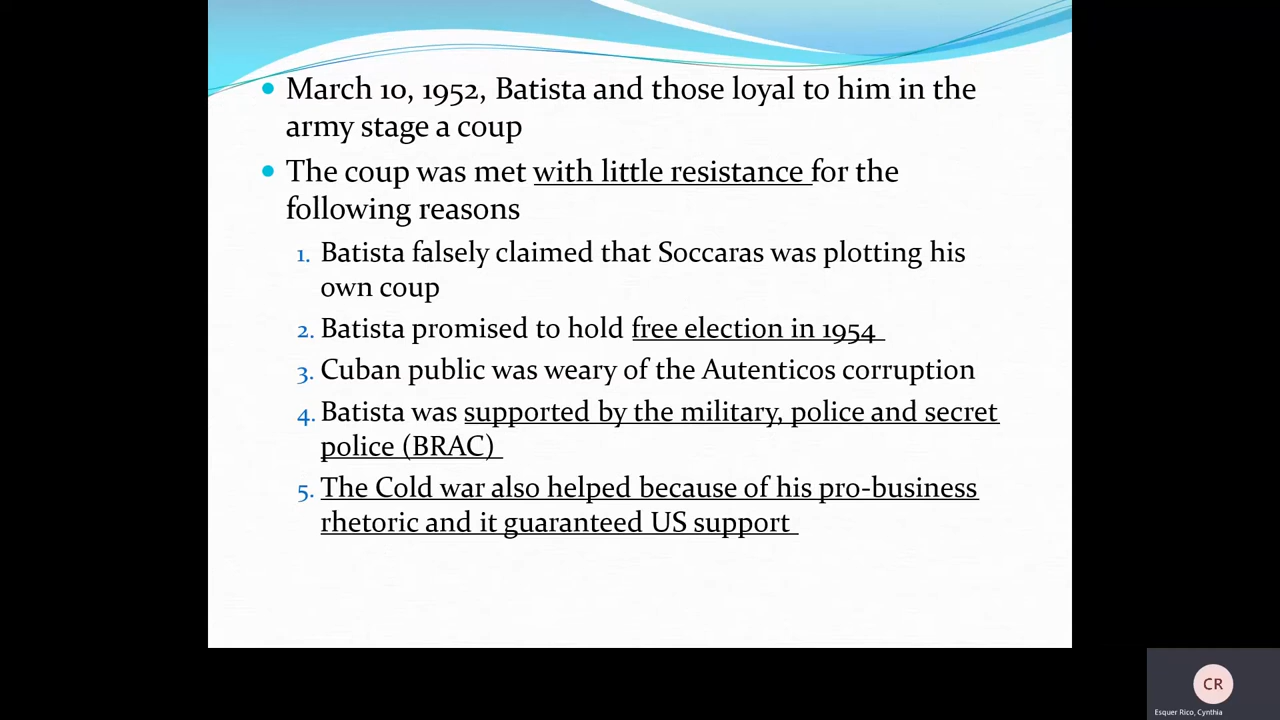 March 10, 1952, Batista and those loyal to him in the
army stage a coup
The coup was met with little resistance for the
following reasons
1. Batista falsely claimed that Soccaras was plotting his
own coup
2. Batista promised to hold free election in 1954
3. Cuban public was weary of the Autenticos corruption
4. Batista was supported by the military, police and secret
police (BRAC)
5. The Cold war also helped because of his pro-business
rhetoric and it guaranteed US support
CR
Esquer Rico, Cynthia